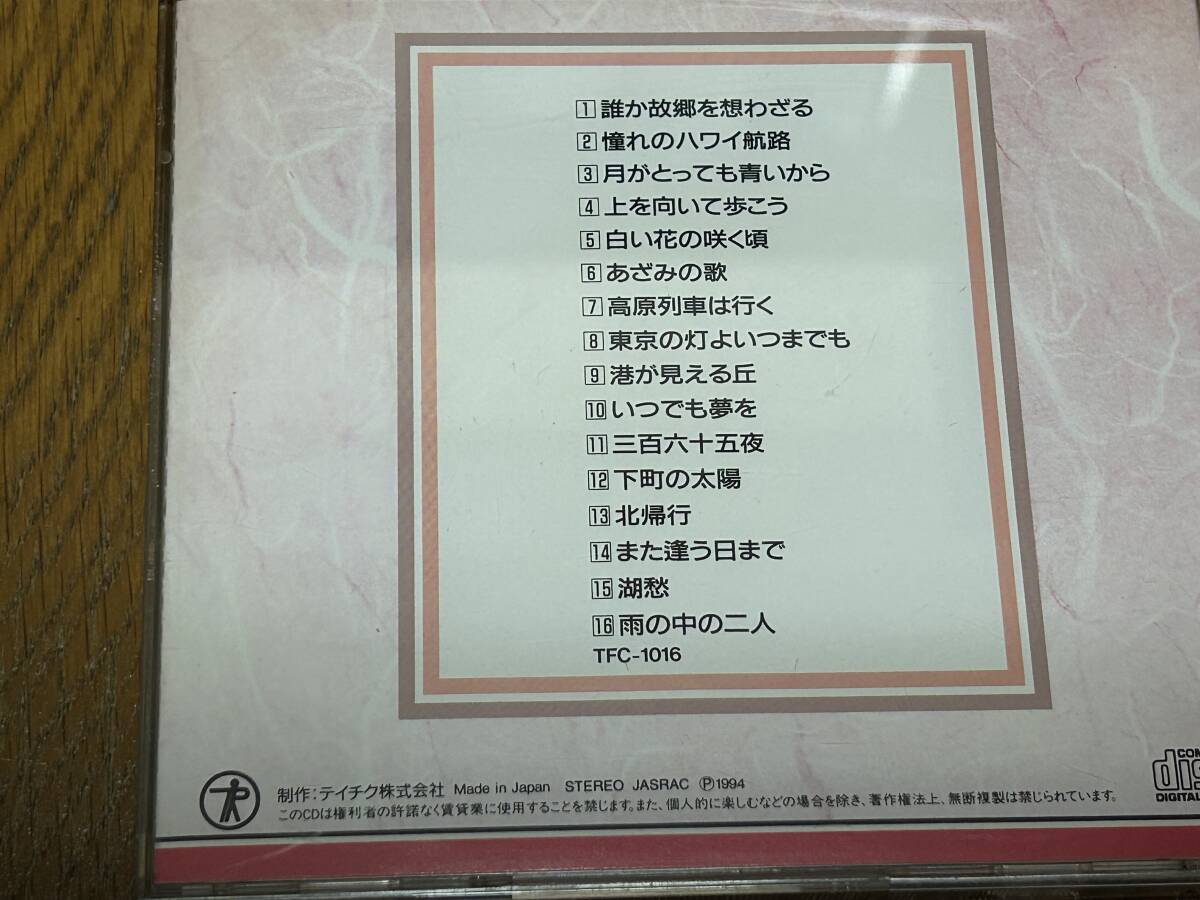 1 誰か故郷を想わざる
2 憧れのハワイ航路
3 月がとっても青いから
4 上を向いて歩こう
5 白い花の咲く頃
6 あざみの歌
7 高原列車は行く
8 東京の灯よいつまでも
9 港が見える丘
10 いつでも夢を
11 三百六十五夜
12 下町の太陽
13 北帰行
14 また逢う日まで
15 湖愁
16 雨の中の二人
TFC-1016
制作:テイチク株式会社 Made in Japan STEREO JASRAC Ⓟ1994
このCDは権利者の許諾なく賃貸業に使用することを禁じます。また、個人的に楽しむなどの場合を除き、著作権法上、無断複製は禁じられています。
COM
dis
DIGITAL